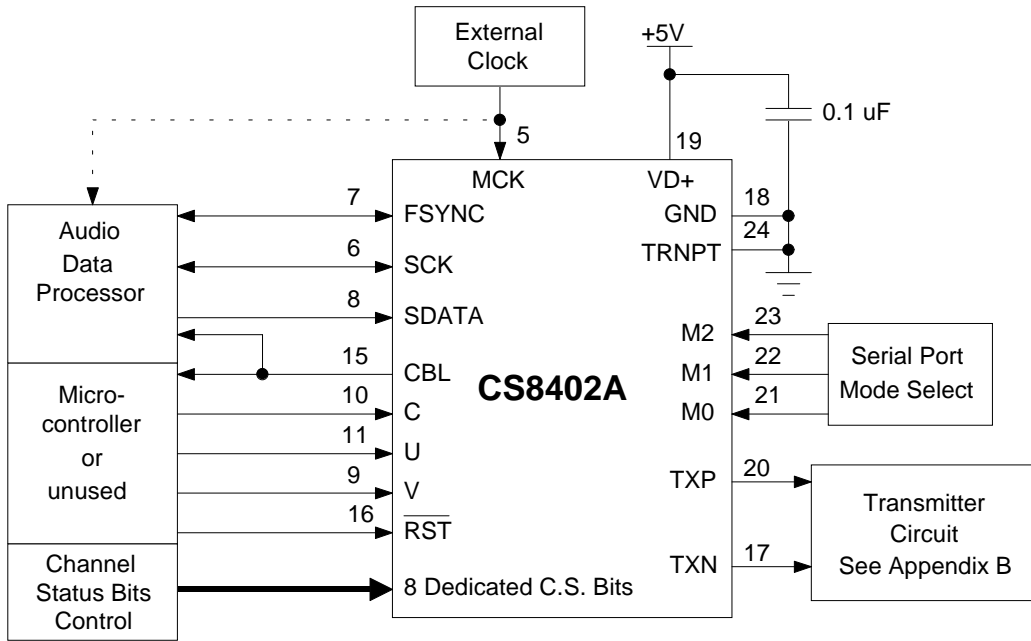 External
Clock
+5V
0.1 uF
5
19
MCK
VD+
7
FSYNC
GND
18
Audio
Data
Processor
6
SCK
TRNPT
24
8
SDATA
M2
23
Serial Port
Mode Select
15
CBL
CS8402A
M1
22
Micro-
controller
or
unused
10
C
M0
21
11
U
9
V
TXP
20
Transmitter
Circuit
See Appendix B
16
RST
TXN
17
Channel
Status Bits
Control
8 Dedicated C.S. Bits